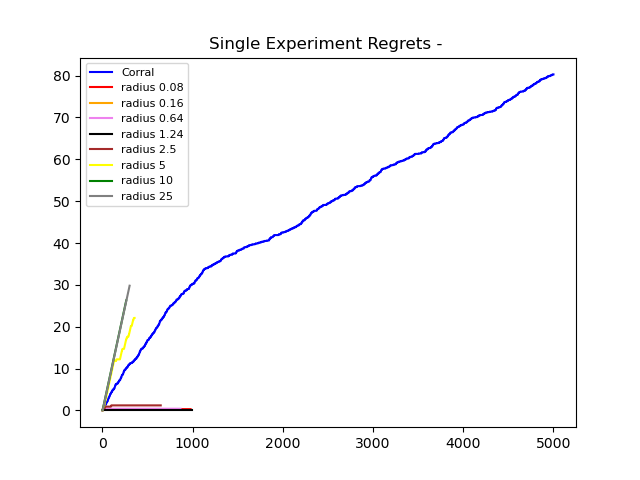 Single Experiment Regrets -
Corral
radius 0.08
radius 0.16
radius 0.64
radius 1.24
radius 2.5
radius 5
radius 10
radius 25
80
70
60
50
40
30
20
10
0
0 1000 2000 3000 4000 5000